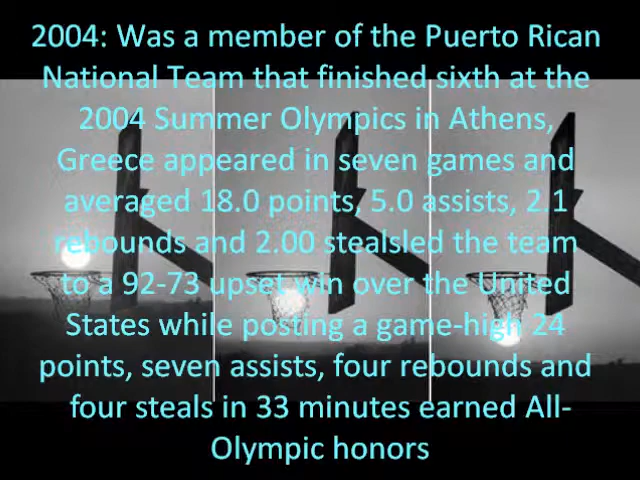 2004: Was a member of the Puerto Rican
National Team that finished sixth at the
2004 Summer Olympics in Athens,
Greece appeared in seven games and
averaged 18.0 points, 5.0 assists, 2.1
rebounds and 2.00 stealsled the team
to a 92-73 upset win over the United
States while posting a game-high 24
points, seven assists, four rebounds and
four steals in 33 minutes earned All-
Olympic honors